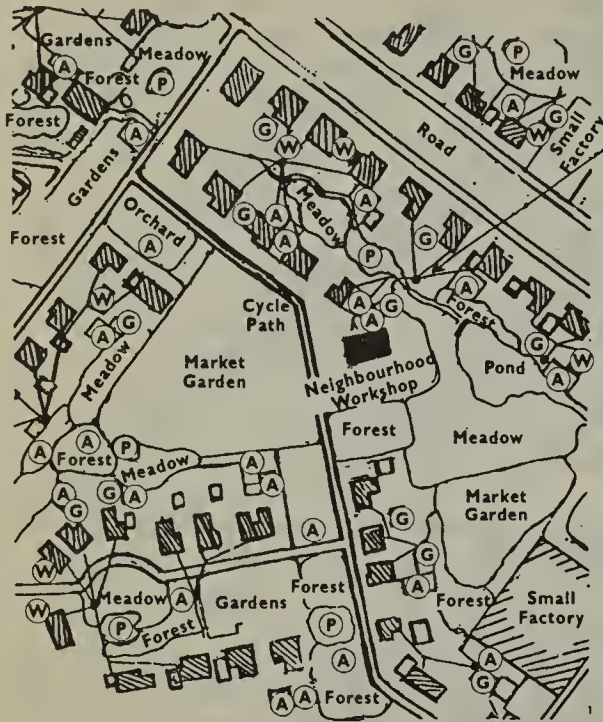 Gardens
Meadow
A
Forest
P
Forest
A
Gardens
G
P
Meadow
A
G
W
Small
Factory
Road
G
W
W
A
G
A
A
Meadow
P
G
Orchard
A
Forest
W
A
G
Meadow
Cycle
Path
Market
Garden
A
A
G
Neighbourhood
Workshop
A
Forest
G
W
A
Pond
Forest
Meadow
A
A
Forest
P
Meadow
A
G
A
G
A
A
A
A
Market
Garden
G
G
A
W
W
Meadow
P
Forest
A
Gardens
Forest
P
A
Forest
A
A
Forest
Small
Factory
A
G
1